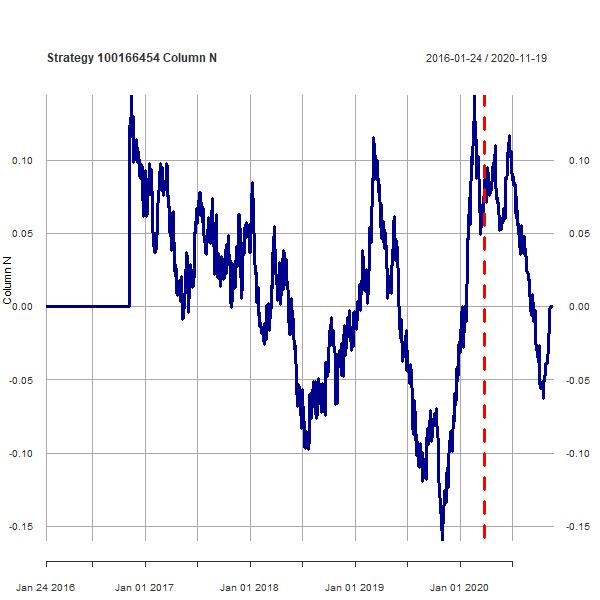 Strategy 100166454 Column N
2016-01-24 / 2020-11-19
0.10
0.10
0.05
0.05
Column N
0.00
0.00
-0.05
-0.05
-0.10
-0.10
-0.15
-0.15
Jan 24 2016
Jan 01 2017
Jan 01 2018
Jan 01 2019
Jan 01 2020